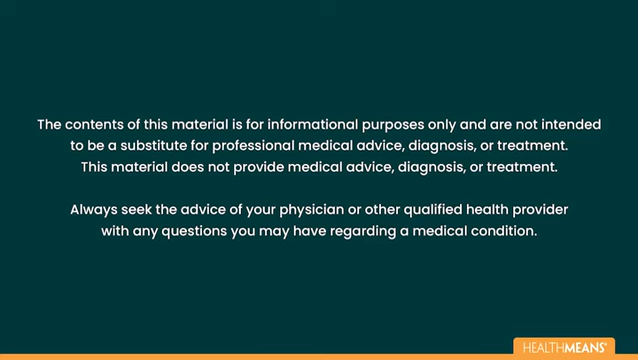 The contents of this material is for informational purposes only and are not intended
to be a substitute for professional medical advice, diagnosis, or treatment.
This material does not provide medical advice, diagnosis, or treatment.
Always seek the advice of your physician or other qualified health provider
with any questions you may have regarding a medical condition.
HEALTHMEANS®